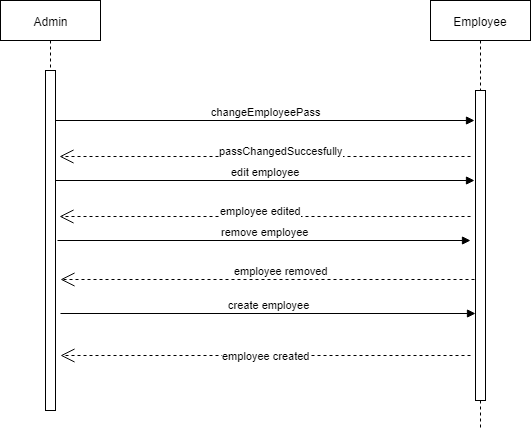 Admin
Employee
changeEmployeePass
passChangedSuccesfully
edit employee
employee edited
remove employee
employee removed
create employee
employee created